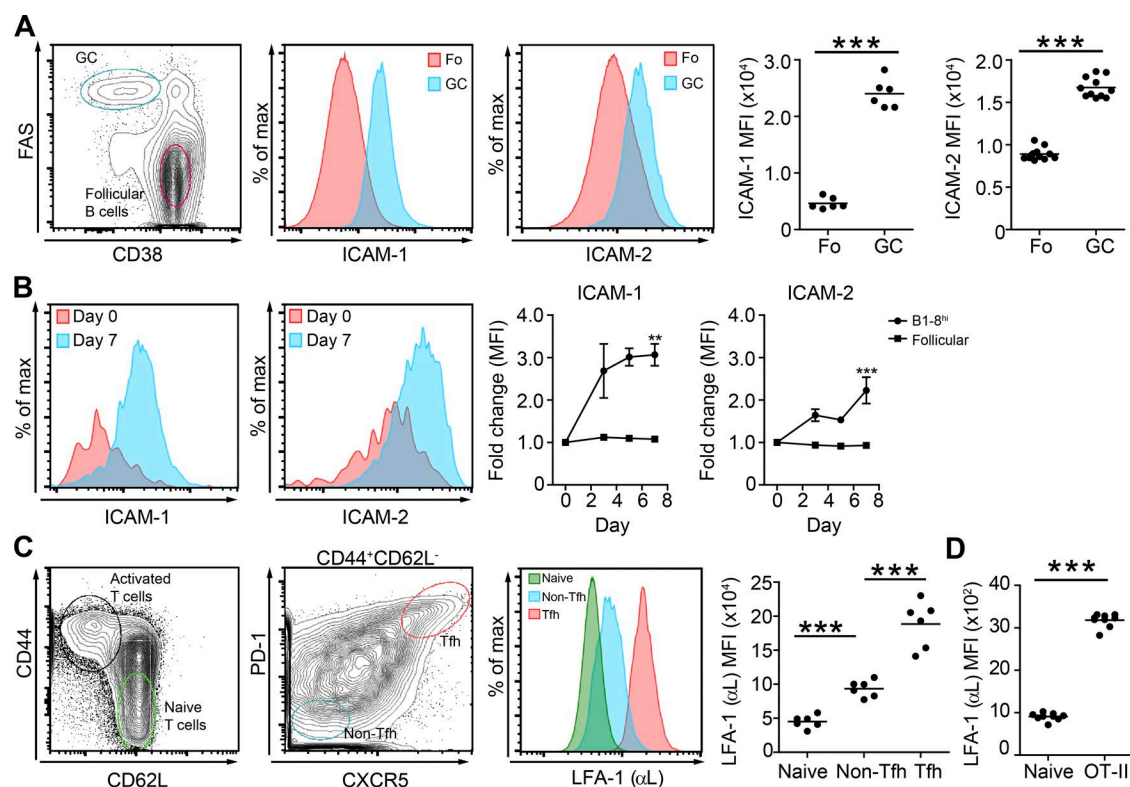 A
GC
FAS
Follicular
B cells
CD38
% of max
Fo
GC
ICAM-1
% of max
Fo
GC
ICAM-2
***
ICAM-1 MFI (x10⁴)
3.0
2.0
1.0
0
Fo GC
***
ICAM-2 MFI (x10⁴)
2.0
1.5
1.0
0.5
0
Fo GC
B
% of max
Day 0
Day 7
ICAM-1
% of max
Day 0
Day 7
ICAM-2
ICAM-1
Fold change (MFI)
4.0
3.0
2.0
1.0
0
**
0 2 4 6 8
Day
ICAM-2
Fold change (MFI)
4.0
3.0
2.0
1.0
0
***
0 2 4 6 8
Day
B1-8ʰⁱ
Follicular
C
CD44
Activated
T cells
Naive
T cells
CD62L
CD44⁺CD62L⁻
PD-1
Tfh
Non-Tfh
CXCR5
% of max
Naive
Non-Tfh
Tfh
LFA-1 (αL)
LFA-1 (αL) MFI (x10⁴)
25
20
15
10
5
0
***
***
Naive Non-Tfh Tfh
D
LFA-1 (αL) MFI (x10²)
40
30
20
10
0
***
Naive OT-II